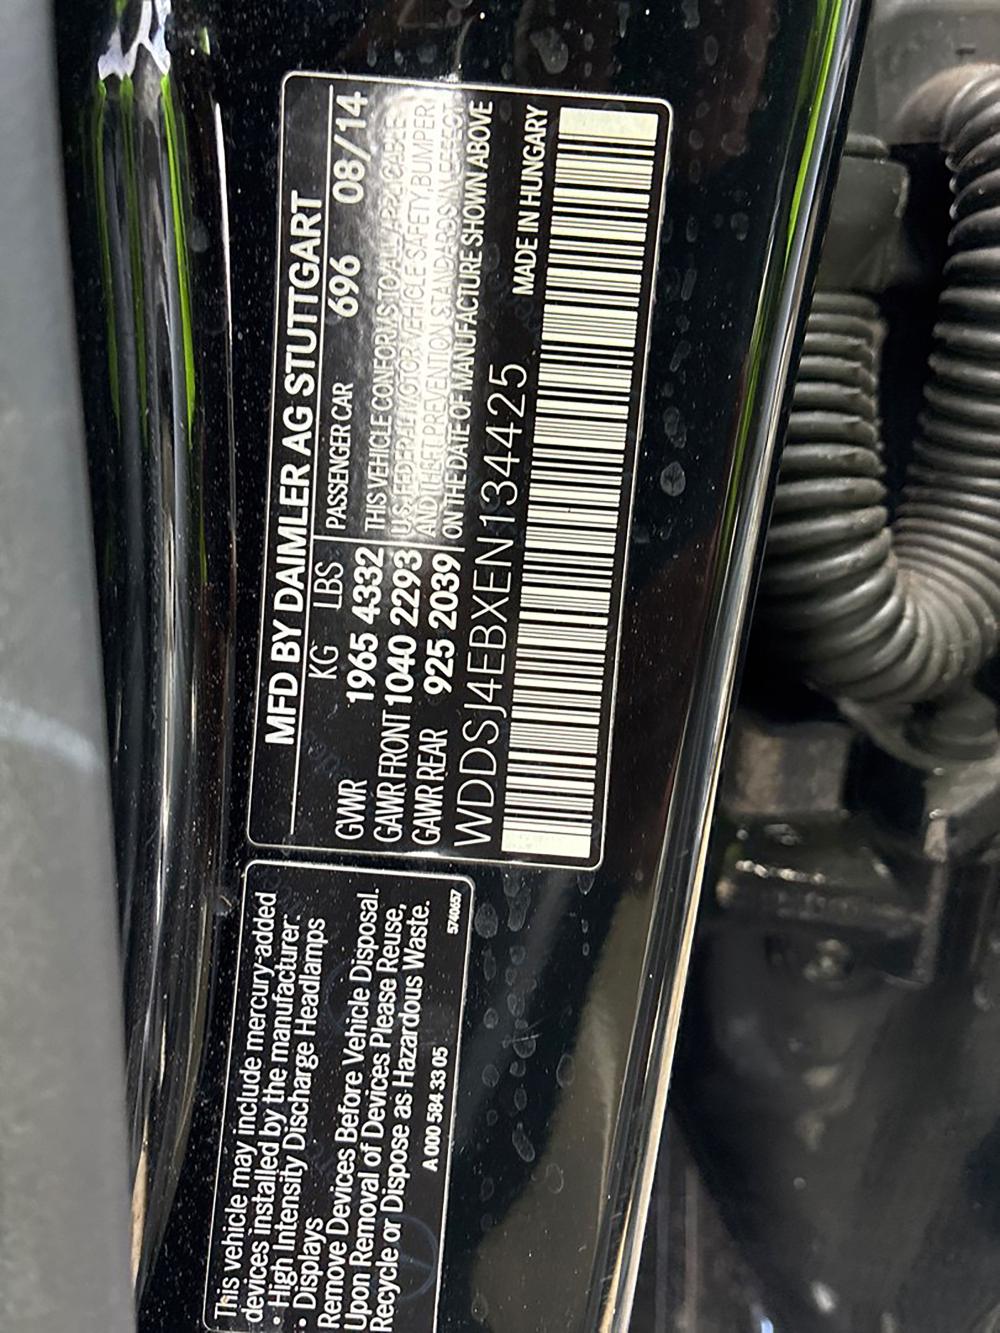 MFD BY DAIMLER AG STUTTGART
KG LBS PASSENGER CAR 696 08/14
GVWR 1965 4332 THIS VEHICLE CONFORMS TO ALL APPLICABLE
GAWR FRONT 1040 2293 U.S. FEDERAL MOTOR VEHICLE SAFETY, BUMPER,
GAWR REAR 925 2039 AND THEFT PREVENTION STANDARDS IN EFFECT
ON THE DATE OF MANUFACTURE SHOWN ABOVE
WDDSJ4EBXEN134425 MADE IN HUNGARY
This vehicle may include mercury-added
devices installed by the manufacturer:
• High Intensity Discharge Headlamps
• Displays
Remove Devices Before Vehicle Disposal.
Upon Removal of Devices Please Reuse,
Recycle or Dispose as Hazardous Waste.
A 000 584 33 05 5740657